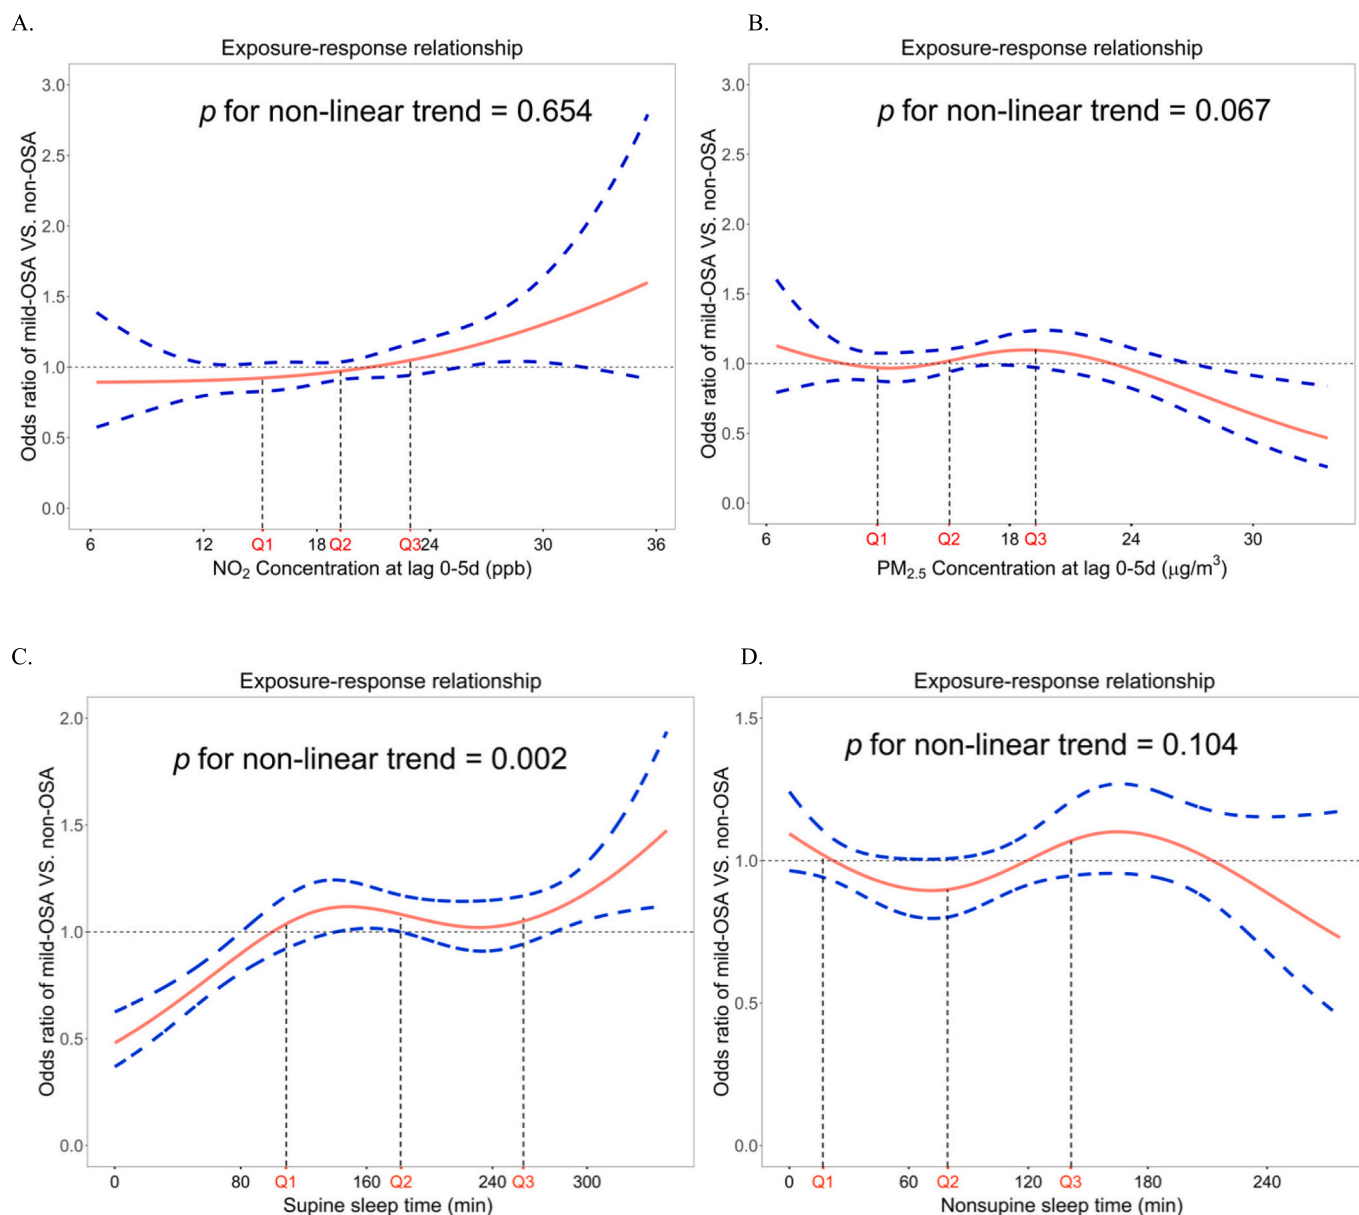 A.
Exposure-response relationship
p for non-linear trend = 0.654
Odds ratio of mild-OSA VS. non-OSA
3.0
2.5
2.0
1.5
1.0
0.5
0.0
6 12 Q1 18 Q2 Q3 24 30 36
NO2 Concentration at lag 0-5d (ppb)
B.
Exposure-response relationship
p for non-linear trend = 0.067
Odds ratio of mild-OSA VS. non-OSA
3.0
2.5
2.0
1.5
1.0
0.5
0.0
6 Q1 Q2 18 Q3 24 30
PM2.5 Concentration at lag 0-5d (μg/m3)
C.
Exposure-response relationship
p for non-linear trend = 0.002
Odds ratio of mild-OSA VS. non-OSA
2.0
1.5
1.0
0.5
0.0
0 80 Q1 160 Q2 240 Q3 300
Supine sleep time (min)
D.
Exposure-response relationship
p for non-linear trend = 0.104
Odds ratio of mild-OSA VS. non-OSA
1.5
1.0
0.5
0.0
0 Q1 60 Q2 120 Q3 180 240
Nonsupine sleep time (min)